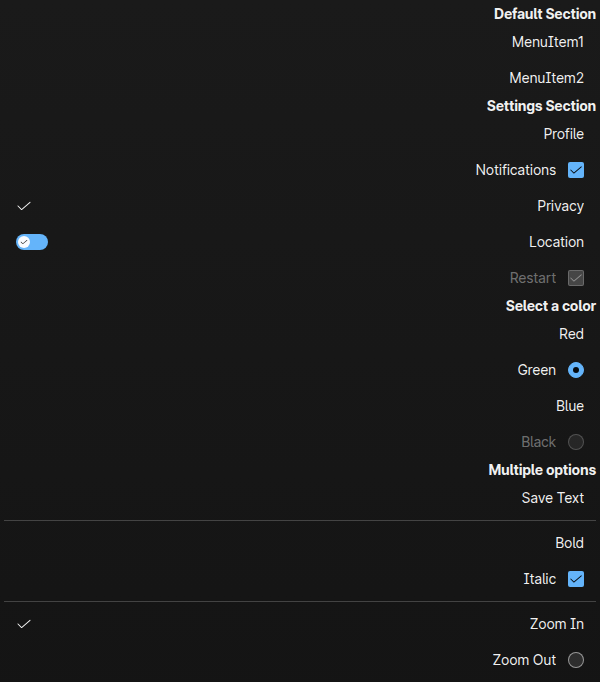 Default Section
MenuItem1
MenuItem2
Settings Section
Profile
Notifications
Privacy
Location
Restart
Select a color
Red
Green
Blue
Black
Multiple options
Save Text
Bold
Italic
Zoom In
Zoom Out